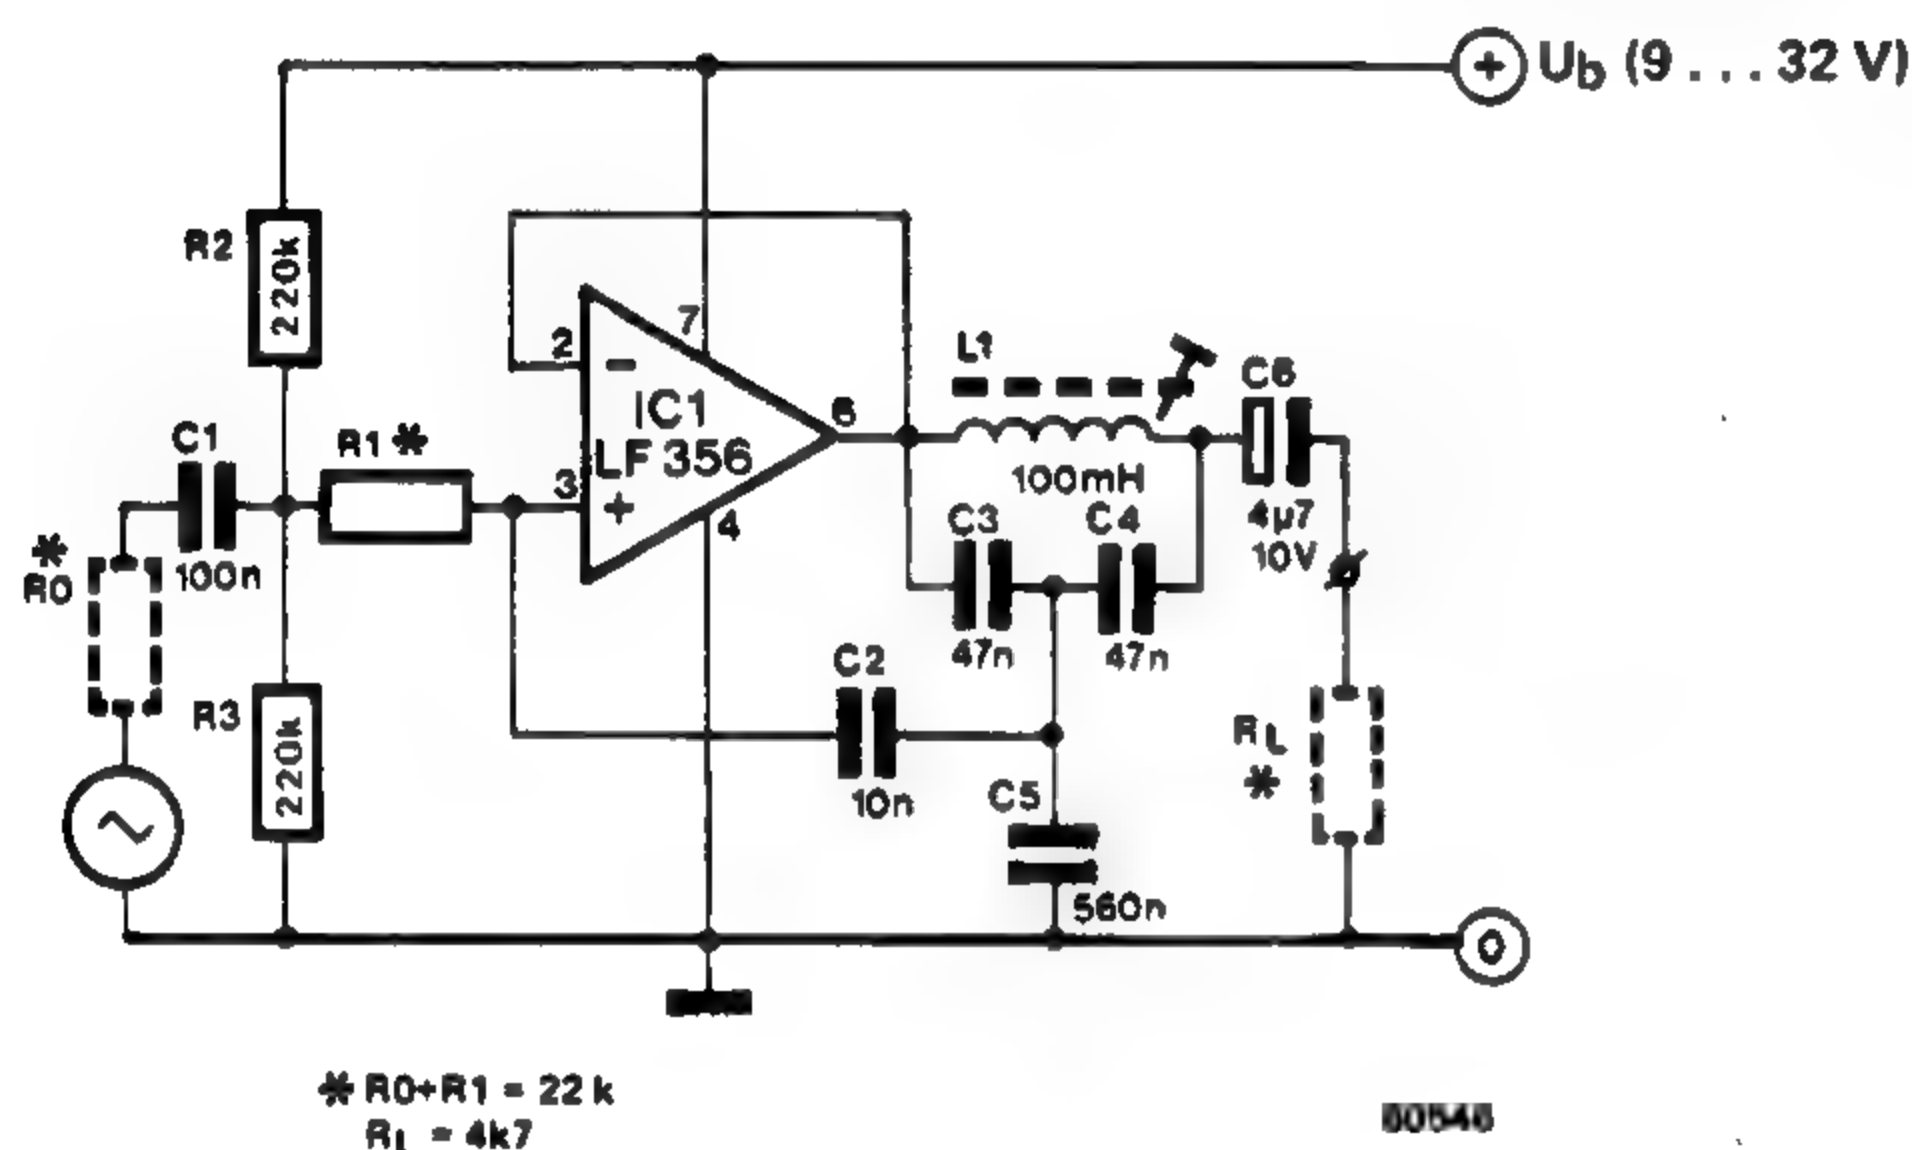 + Ub (9 . . . 32 V)
R2
220k
2
7
L1
IC1
LF 356
6
C6
C1
R1 *
3
4
100mH
4µ7
10V
C3
C4
* R0
100n
47n
47n
C2
R3
220k
10n
C5
RL
*
560n
0
* R0+R1 = 22 k
RL = 4k7